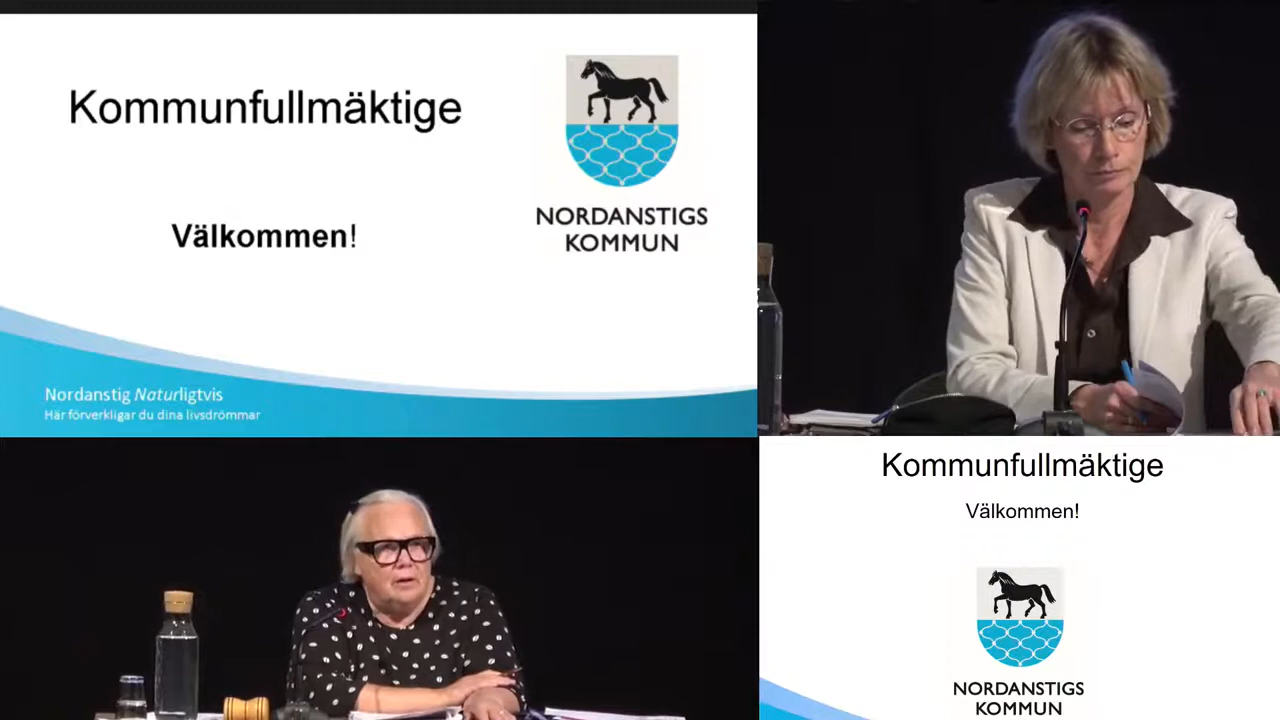 Kommunfullmäktige
Välkommen!
NORDANSTIGS
KOMMUN
Nordanstig Naturligtvis
Här förverkligar du dina livsdrömmar
Kommunfullmäktige
Välkommen!
NORDANSTIGS
KOMMUN